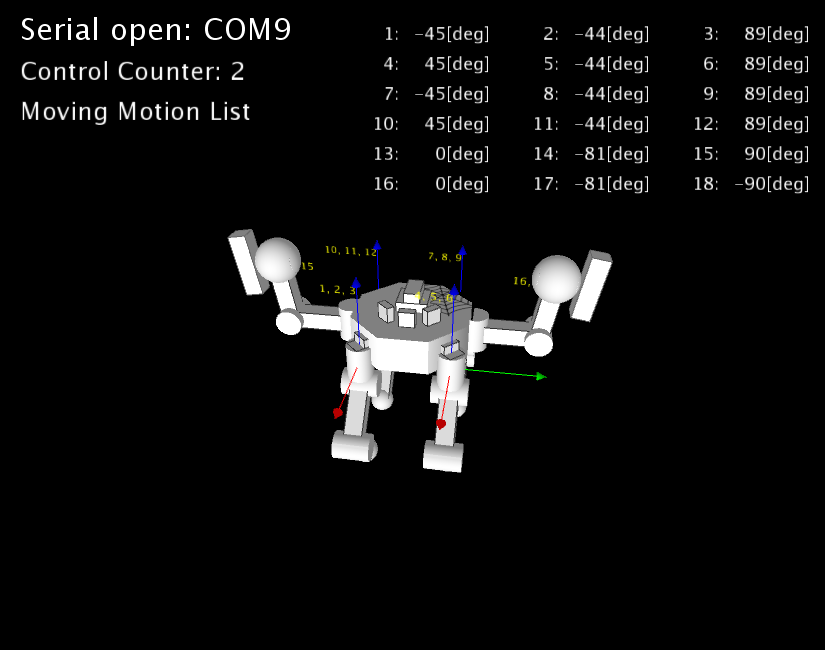 Serial open: COM9
Control Counter: 2
Moving Motion List
1: -45[deg] 2: -44[deg] 3: 89[deg]
4: 45[deg] 5: -44[deg] 6: 89[deg]
7: -45[deg] 8: -44[deg] 9: 89[deg]
10: 45[deg] 11: -44[deg] 12: 89[deg]
13: 0[deg] 14: -81[deg] 15: 90[deg]
16: 0[deg] 17: -81[deg] 18: -90[deg]
10, 11, 12
7, 8, 9
15
16,
1, 2, 3